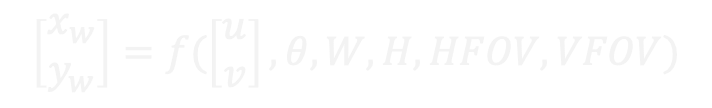 [x_w y_w] = f([u v], θ, W, H, HFOV, VFOV)